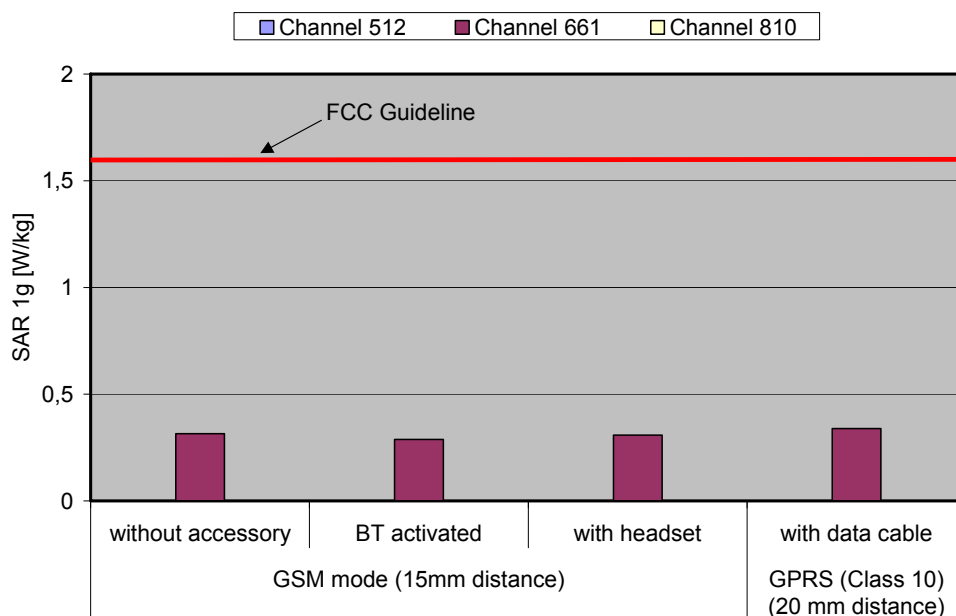 Channel 512 Channel 661 Channel 810
2
FCC Guideline
1,5
SAR 1g [W/kg]
1
0,5
0
without accessory BT activated with headset with data cable
GSM mode (15mm distance) GPRS (Class 10)
(20 mm distance)